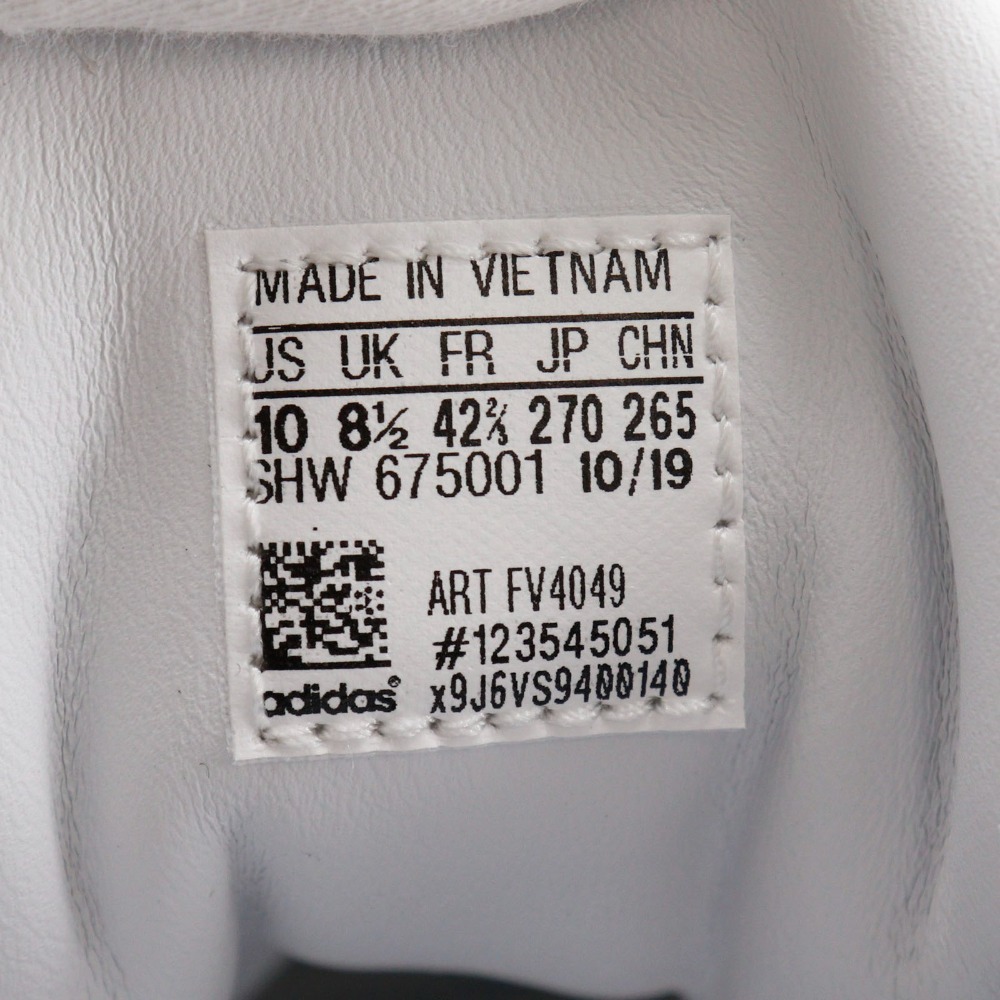 MADE IN VIETNAM
US UK FR JP CHN
10 8½ 42⅔ 270 265
SHW 675001 10/19
ART FV4049
#123545051
x9J6VS9400140
adidas®